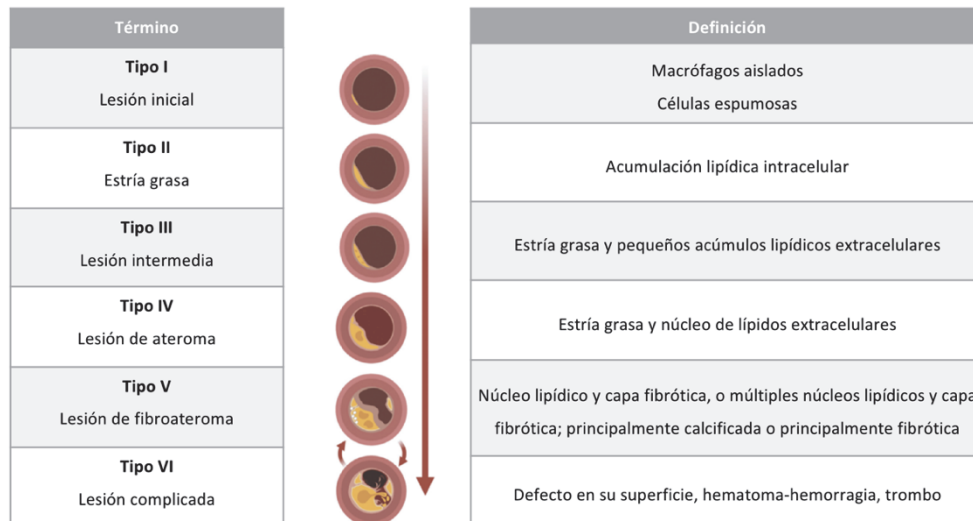 Término
Definición
Tipo I
Lesión inicial
Macrófagos aislados
Células espumosas
Tipo II
Estría grasa
Acumulación lipídica intracelular
Tipo III
Lesión intermedia
Estría grasa y pequeños acúmulos lipídicos extracelulares
Tipo IV
Lesión de ateroma
Estría grasa y núcleo de lípidos extracelulares
Tipo V
Lesión de fibroateroma
Núcleo lipídico y capa fibrótica, o múltiples núcleos lipídicos y capa
fibrótica; principalmente calcificada o principalmente fibrótica
Tipo VI
Lesión complicada
Defecto en su superficie, hematoma-hemorragia, trombo